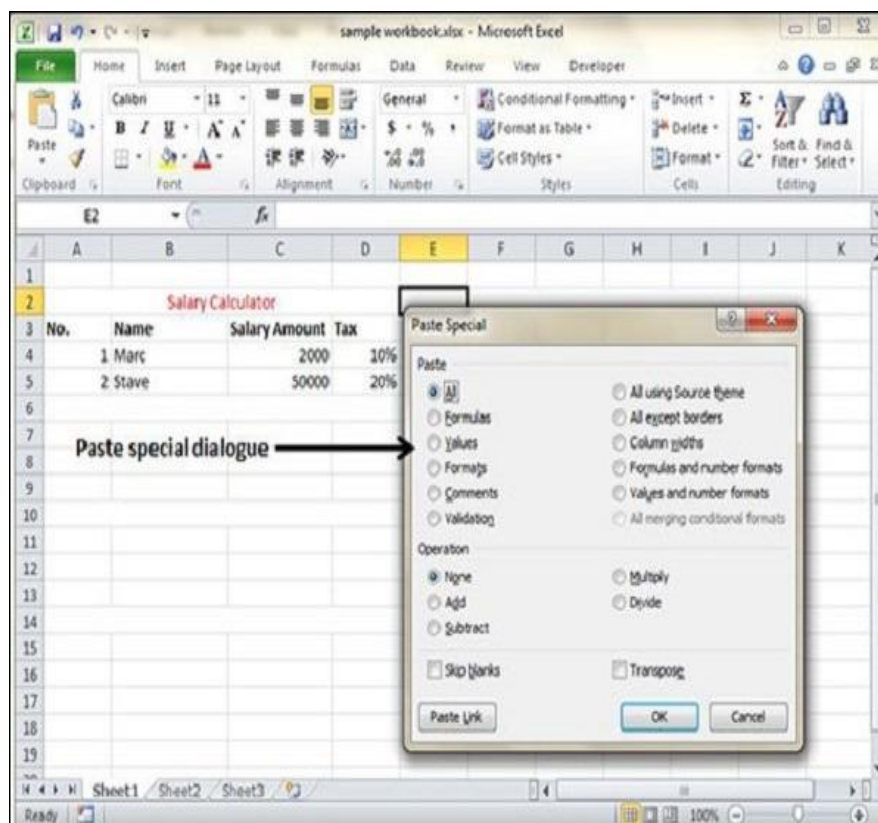 sample workbook.xlsx - Microsoft Excel
File Home Insert Page Layout Formulas Data Review View Developer
Paste
Calibri 11
B I U A A
General
$ % ,
Conditional Formatting
Format as Table
Cell Styles
Insert
Delete
Format
Σ
Sort & Filter
Find & Select
Clipboard Font Alignment Number Styles Cells Editing
E2 fx
A B C D E F G H I J K
1
2 Salary Calculator
3 No. Name Salary Amount Tax
4 1 Marc 2000 10%
5 2 Stave 50000 20%
6
7
8
9
10
11
12
13
14
15
16
17
18
19
Paste special dialogue
Paste Special
Paste
All All using Source theme
Formulas All except borders
Values Column widths
Formats Formulas and number formats
Comments Values and number formats
Validation All merging conditional formats
Operation
None Multiply
Add Divide
Subtract
Skip blanks Transpose
Paste Link OK Cancel
Sheet1 Sheet2 Sheet3
Ready 100%